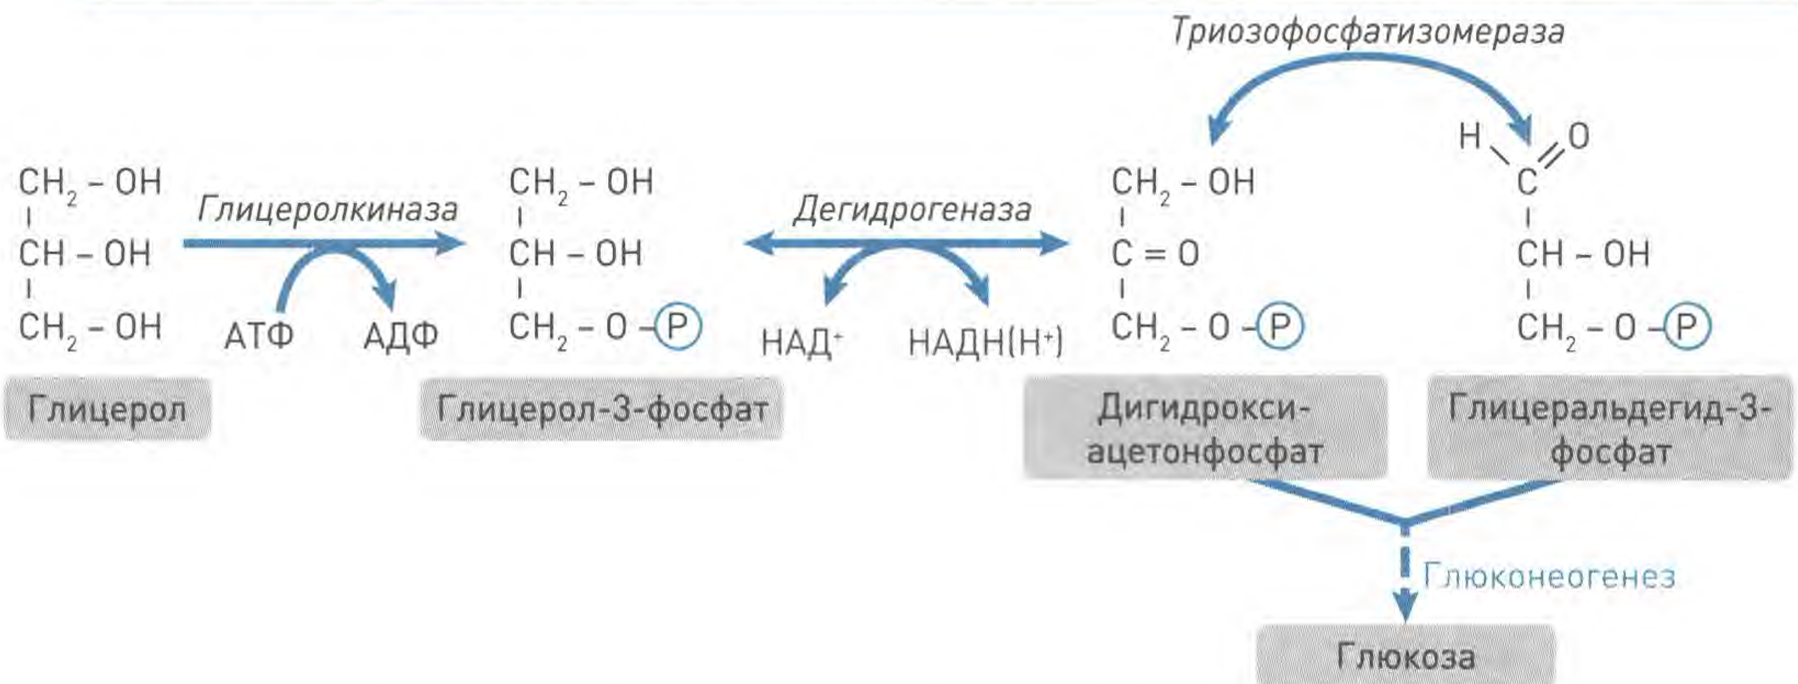 Триозофосфатизомераза
CH₂ – OH
CH – OH
CH₂ – OH
Глицеролкиназа
АТФ АДФ
CH₂ – OH
CH – OH
CH₂ – O – P
Дегидрогеназа
НАД⁺ НАДН(Н⁺)
CH₂ – OH
C = O
CH₂ – O – P
H O
C
CH – OH
CH₂ – O – P
Глицерол
Глицерол-3-фосфат
Дигидрокси-
ацетонфосфат
Глицеральдегид-3-
фосфат
Глюконеогенез
Глюкоза